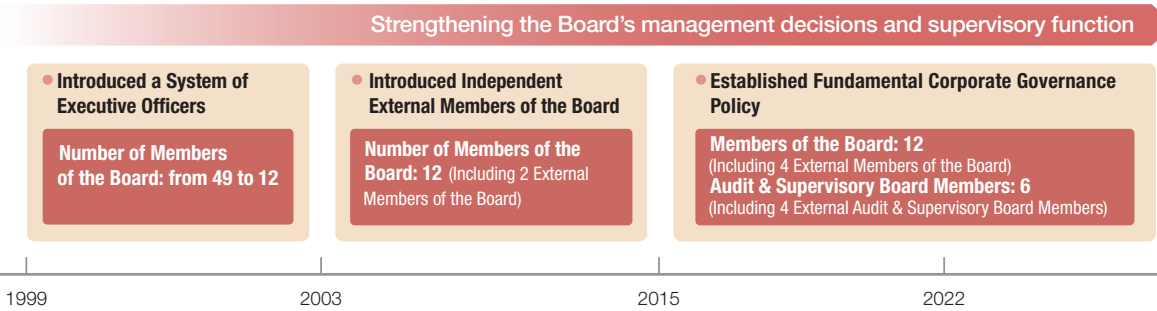 Strengthening the Board's management decisions and supervisory function
● Introduced a System of
Executive Officers
Number of Members
of the Board: from 49 to 12
● Introduced Independent
External Members of the Board
Number of Members of the
Board: 12 (Including 2 External
Members of the Board)
● Established Fundamental Corporate Governance
Policy
Members of the Board: 12
(Including 4 External Members of the Board)
Audit & Supervisory Board Members: 6
(Including 4 External Audit & Supervisory Board Members)
1999
2003
2015
2022